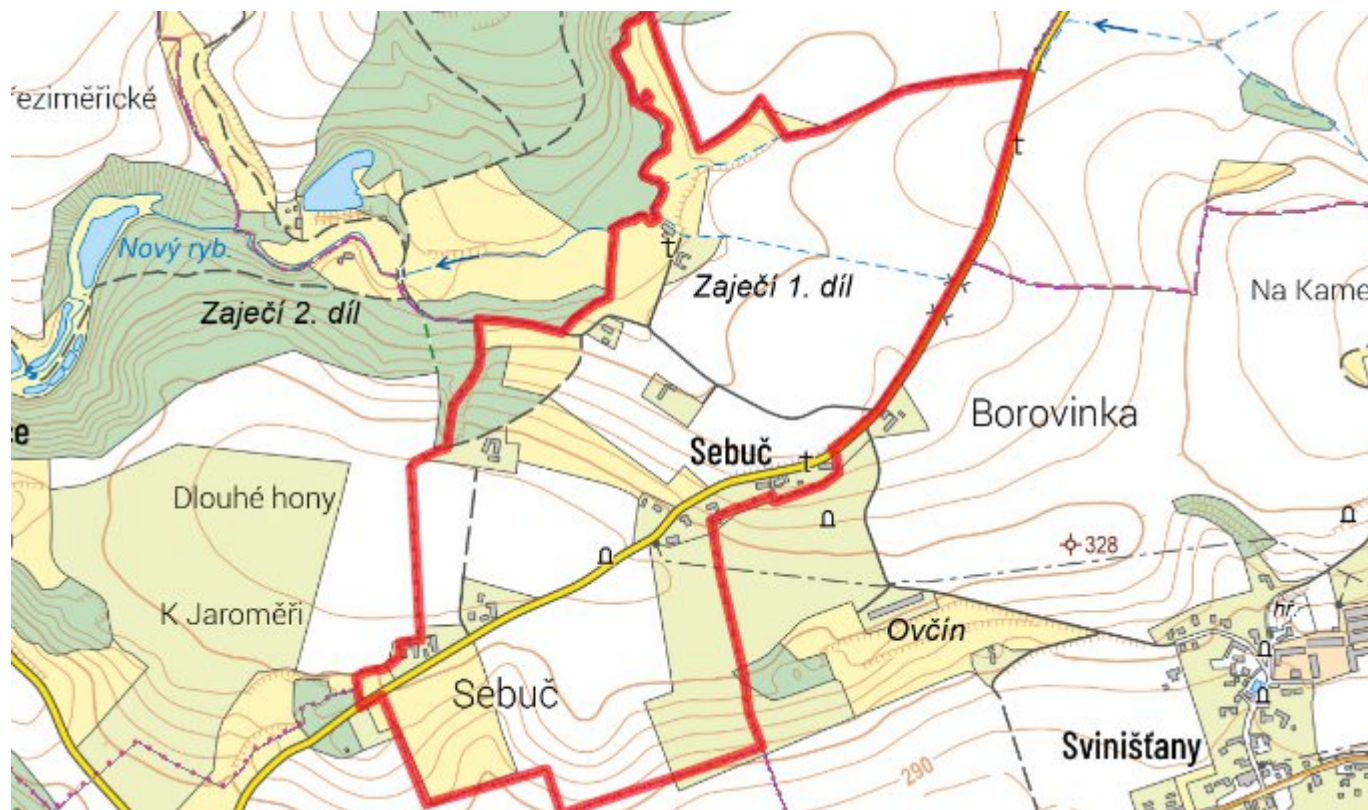 řeziměřické
Nový ryb.
Zaječí 2. díl
Zaječí 1. díl
Na Kame
Borovinka
ce
Sebuč
Dlouhé hony
328
K Jaroměři
hř.
Ovčín
Sebuč
Svinišťany
290